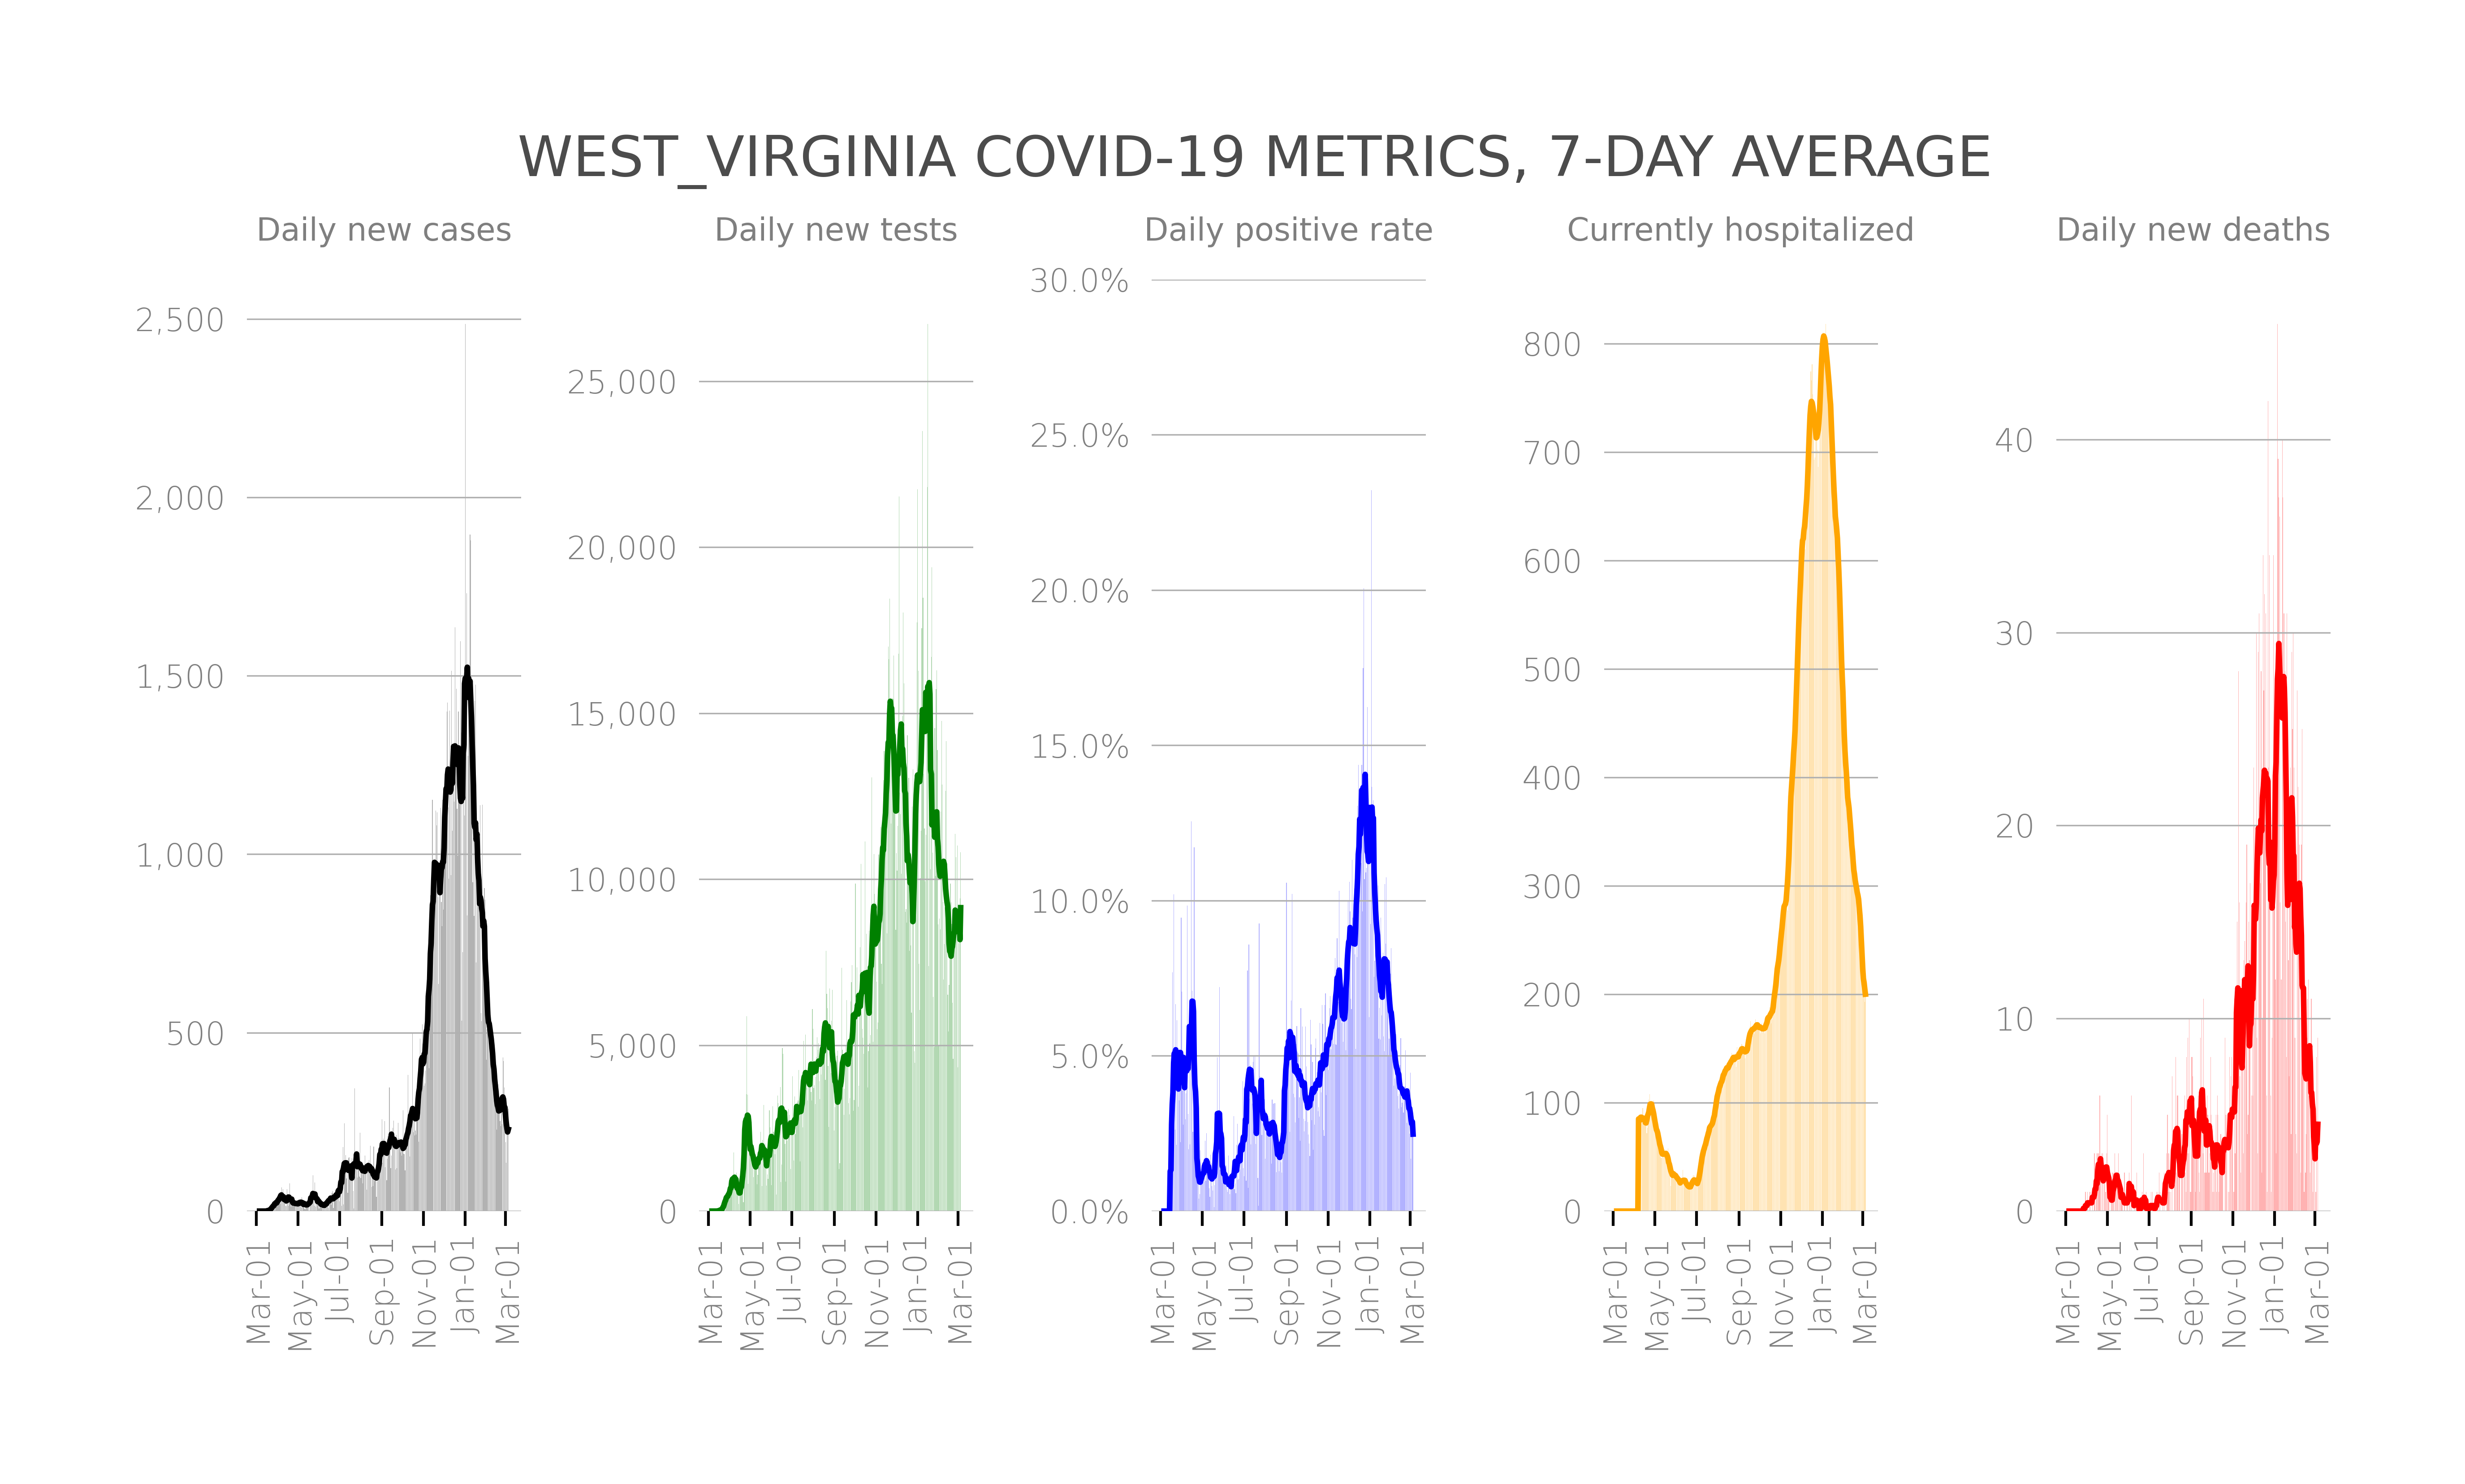 WEST_VIRGINIA COVID-19 METRICS, 7-DAY AVERAGE
Daily new cases
2,500
2,000
1,500
1,000
500
0
Mar-01
May-01
Jul-01
Sep-01
Nov-01
Jan-01
Mar-01
Daily new tests
25,000
20,000
15,000
10,000
5,000
0
Mar-01
May-01
Jul-01
Sep-01
Nov-01
Jan-01
Mar-01
Daily positive rate
30.0%
25.0%
20.0%
15.0%
10.0%
5.0%
0.0%
Mar-01
May-01
Jul-01
Sep-01
Nov-01
Jan-01
Mar-01
Currently hospitalized
800
700
600
500
400
300
200
100
0
Mar-01
May-01
Jul-01
Sep-01
Nov-01
Jan-01
Mar-01
Daily new deaths
40
30
20
10
0
Mar-01
May-01
Jul-01
Sep-01
Nov-01
Jan-01
Mar-01